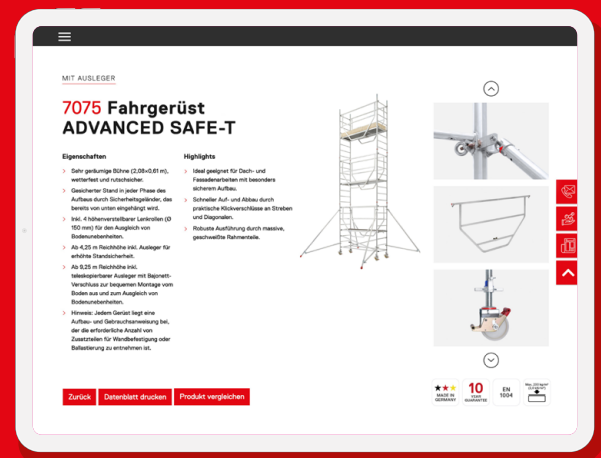 MIT AUSLEGER
7075 Fahrgerüst
ADVANCED SAFE-T
Eigenschaften
Sehr geräumige Bühne (2,08×0,61 m),
wetterfest und rutschsicher.
Gesicherter Stand in jeder Phase des
Aufbaus durch Sicherheitsgeländer, das
bereits von unten eingehängt wird.
Inkl. 4 höhenverstellbarer Lenkrollen (Ø
150 mm) für den Ausgleich von
Bodenunebenheiten.
Ab 4,25 m Reichhöhe inkl. Ausleger für
erhöhte Standsicherheit.
Ab 9,25 m Reichhöhe inkl.
teleskopierbarer Ausleger mit Bajonett-
Verschluss zur bequemen Montage vom
Boden aus und zum Ausgleich von
Bodenunebenheiten.
Hinweis: Jedem Gerüst liegt eine
Aufbau- und Gebrauchsanweisung bei,
der die erforderliche Anzahl von
Zusatzteilen für Wandbefestigung oder
Ballastierung zu entnehmen ist.
Highlights
Ideal geeignet für Dach- und
Fassadenarbeiten mit besonders
sicherem Aufbau.
Schneller Auf- und Abbau durch
praktische Klickverschlüsse an Streben
und Diagonalen.
Robuste Ausführung durch massive,
geschweißte Rahmenteile.
Zurück
Datenblatt drucken
Produkt vergleichen
MADE IN
GERMANY
10
YEAR
GUARANTEE
EN
1004